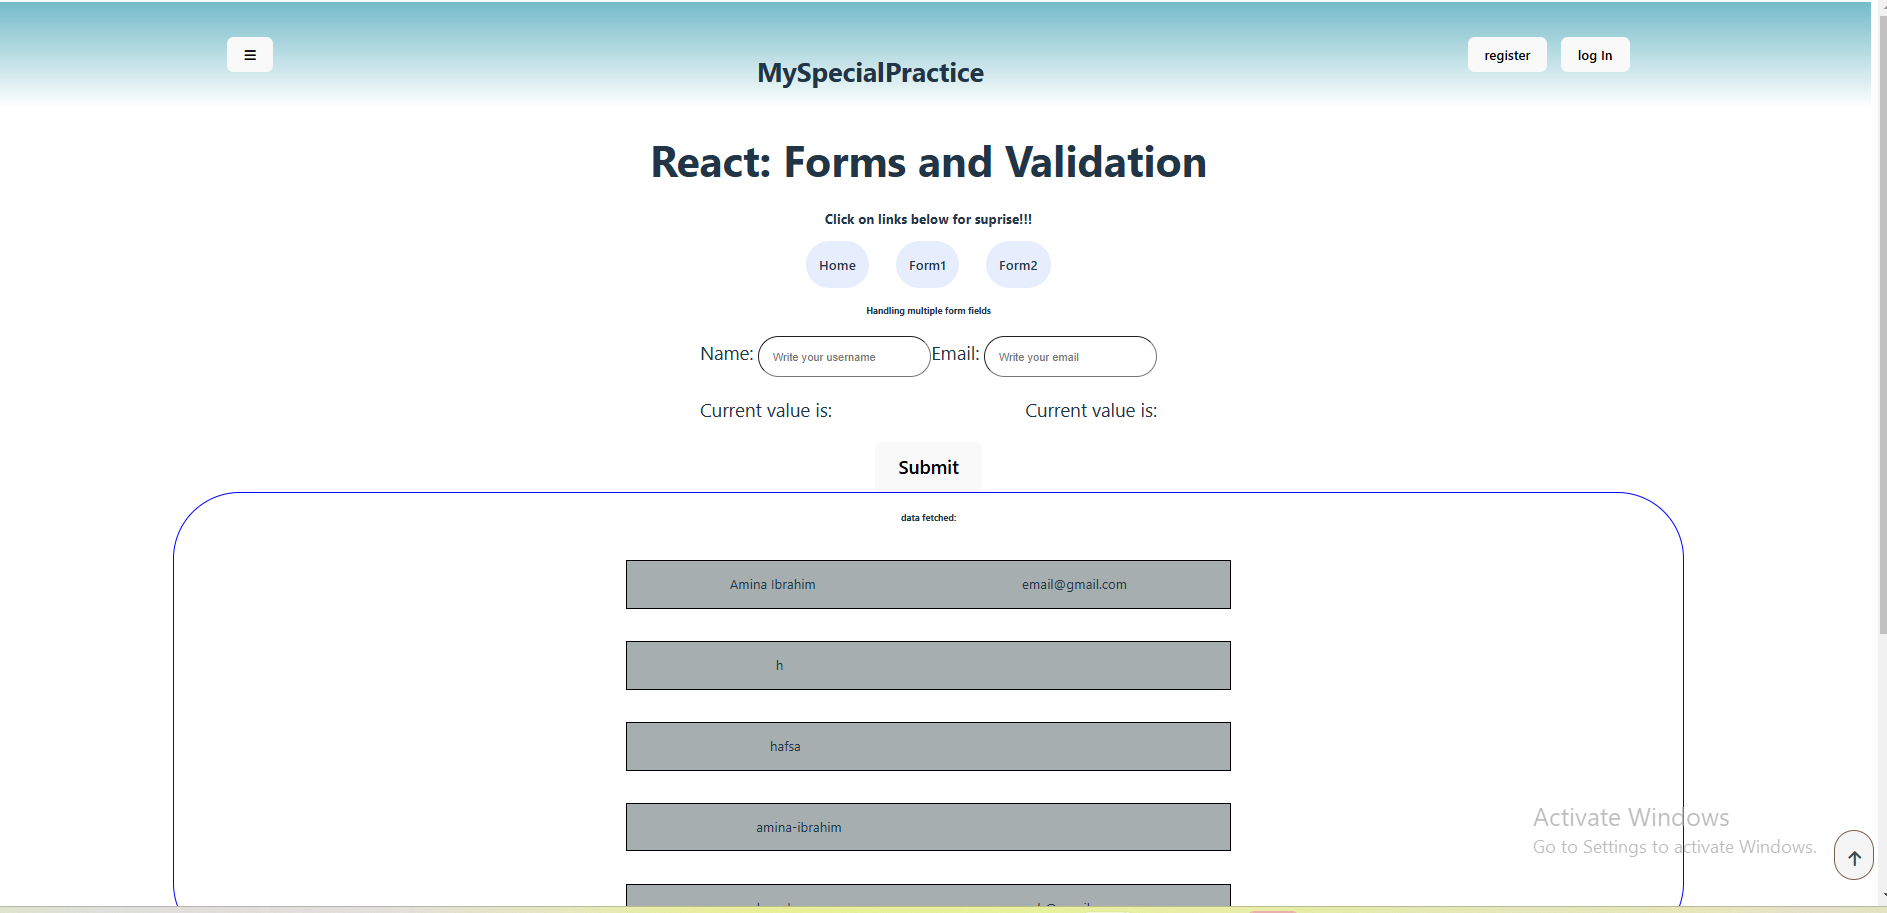 ☰
MySpecialPractice
register log In
React: Forms and Validation
Click on links below for suprise!!!
Home Form1 Form2
Handling multiple form fields
Name: Write your username Email: Write your email
Current value is: Current value is:
Submit
data fetched:
Amina Ibrahim email@gmail.com
h
hafsa
amina-ibrahim
Activate Windows
Go to Settings to activate Windows.